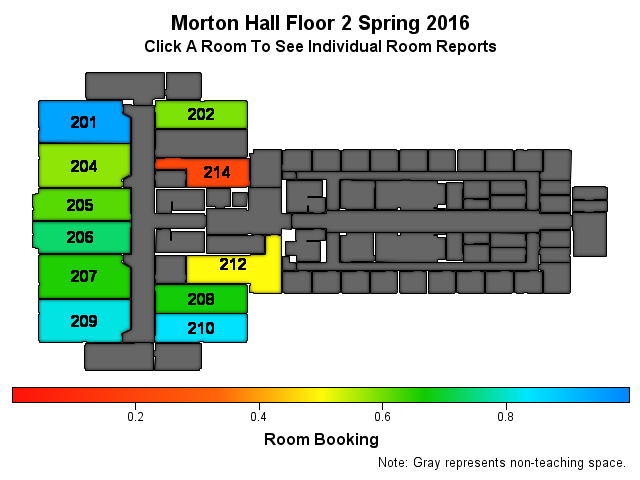 Morton Hall Floor 2 Spring 2016
Click A Room To See Individual Room Reports
201
202
204
214
205
206
212
207
208
209
210
0.2 0.4 0.6 0.8
Room Booking
Note: Gray represents non-teaching space.